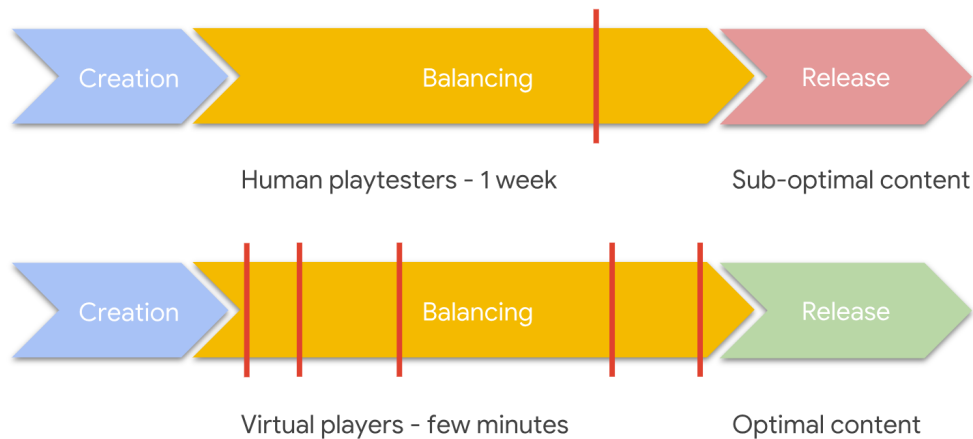 Creation
Balancing
Release
Human playtesters - 1 week
Sub-optimal content
Creation
Balancing
Release
Virtual players - few minutes
Optimal content